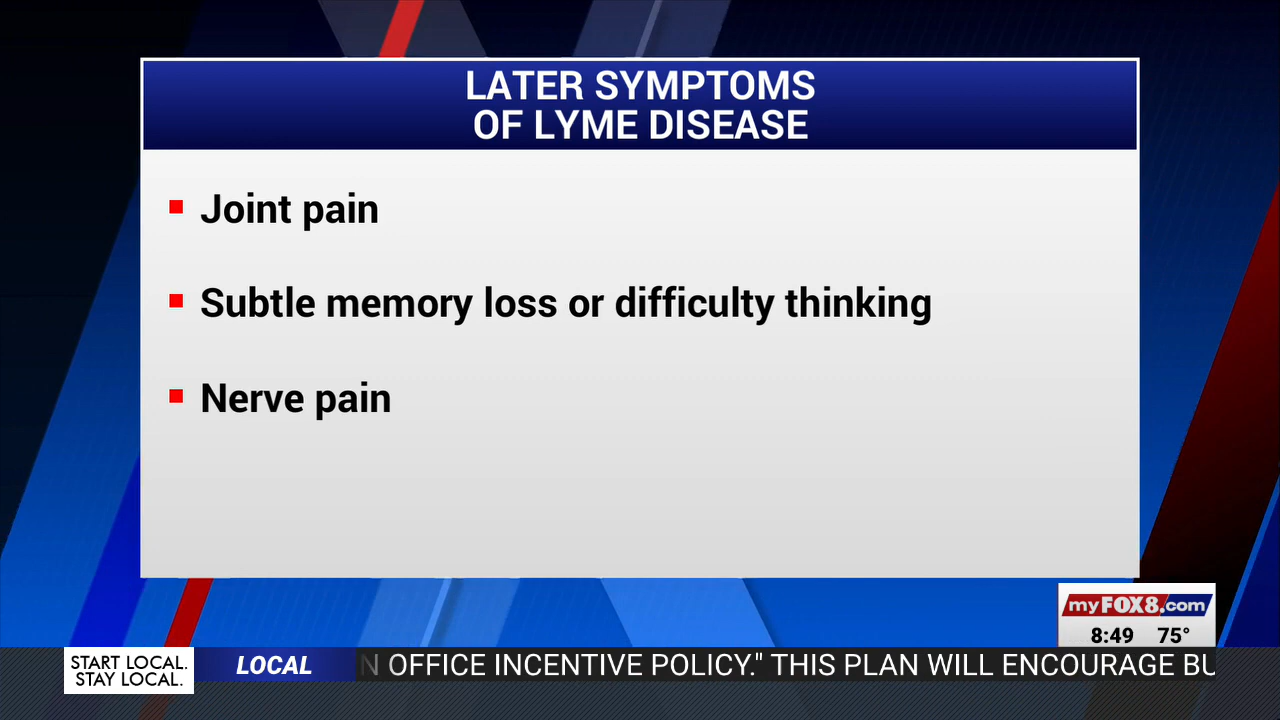 LATER SYMPTOMS
OF LYME DISEASE
Joint pain
Subtle memory loss or difficulty thinking
Nerve pain
myFOX8.com
8:49 75°
START LOCAL.
STAY LOCAL.
LOCAL
OFFICE INCENTIVE POLICY." THIS PLAN WILL ENCOURAGE